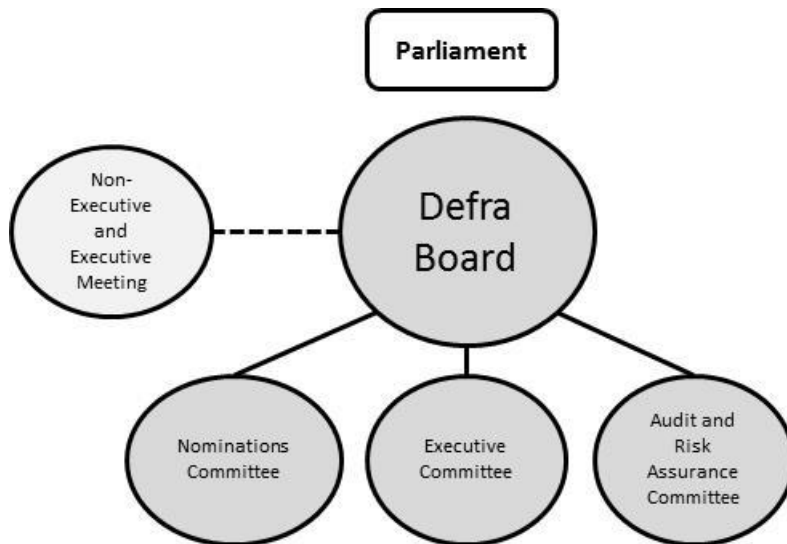 Parliament
Defra
Board
Non-
Executive
and
Executive
Meeting
Nominations
Committee
Executive
Committee
Audit and
Risk
Assurance
Committee